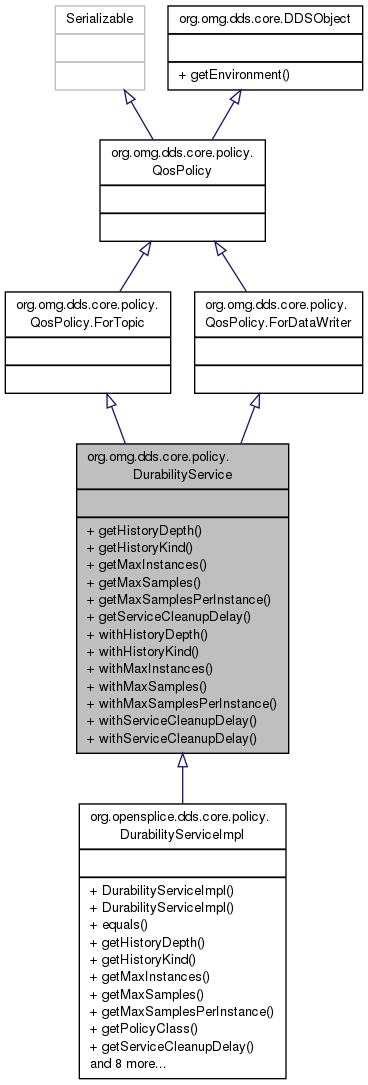 Serializable
org.omg.dds.core.DDSObject
+ getEnvironment()
org.omg.dds.core.policy.
QosPolicy
org.omg.dds.core.policy.
QosPolicy.ForTopic
org.omg.dds.core.policy.
QosPolicy.ForDataWriter
org.omg.dds.core.policy.
DurabilityService
+ getHistoryDepth()
+ getHistoryKind()
+ getMaxInstances()
+ getMaxSamples()
+ getMaxSamplesPerInstance()
+ getServiceCleanupDelay()
+ withHistoryDepth()
+ withHistoryKind()
+ withMaxInstances()
+ withMaxSamples()
+ withMaxSamplesPerInstance()
+ withServiceCleanupDelay()
+ withServiceCleanupDelay()
org.opensplice.dds.core.policy.
DurabilityServiceImpl
+ DurabilityServiceImpl()
+ DurabilityServiceImpl()
+ equals()
+ getHistoryDepth()
+ getHistoryKind()
+ getMaxInstances()
+ getMaxSamples()
+ getMaxSamplesPerInstance()
+ getPolicyClass()
+ getServiceCleanupDelay()
and 8 more...